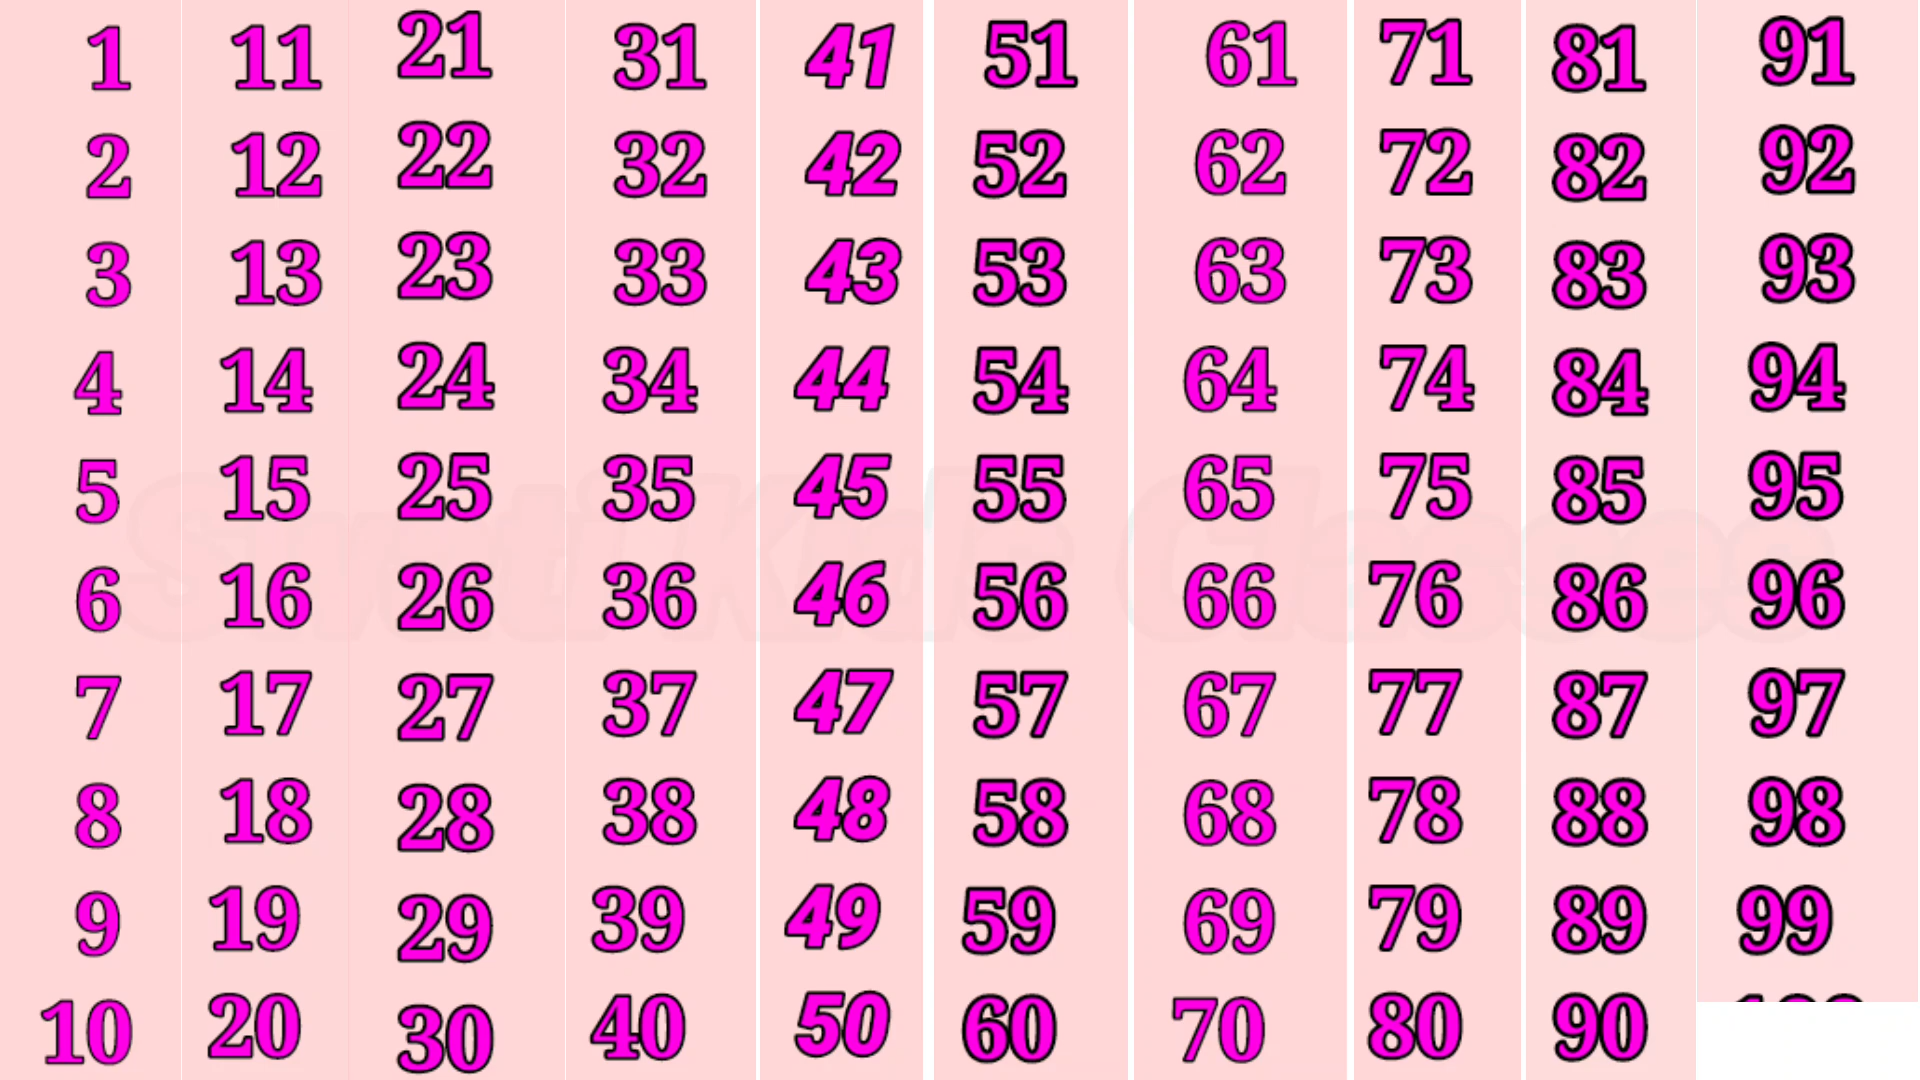 1 11 21 31 41 51 61 71 81 91
2 12 22 32 42 52 62 72 82 92
3 13 23 33 43 53 63 73 83 93
4 14 24 34 44 54 64 74 84 94
5 15 25 35 45 55 65 75 85 95
Swati Kids Classes
6 16 26 36 46 56 66 76 86 96
7 17 27 37 47 57 67 77 87 97
8 18 28 38 48 58 68 78 88 98
9 19 29 39 49 59 69 79 89 99
10 20 30 40 50 60 70 80 90